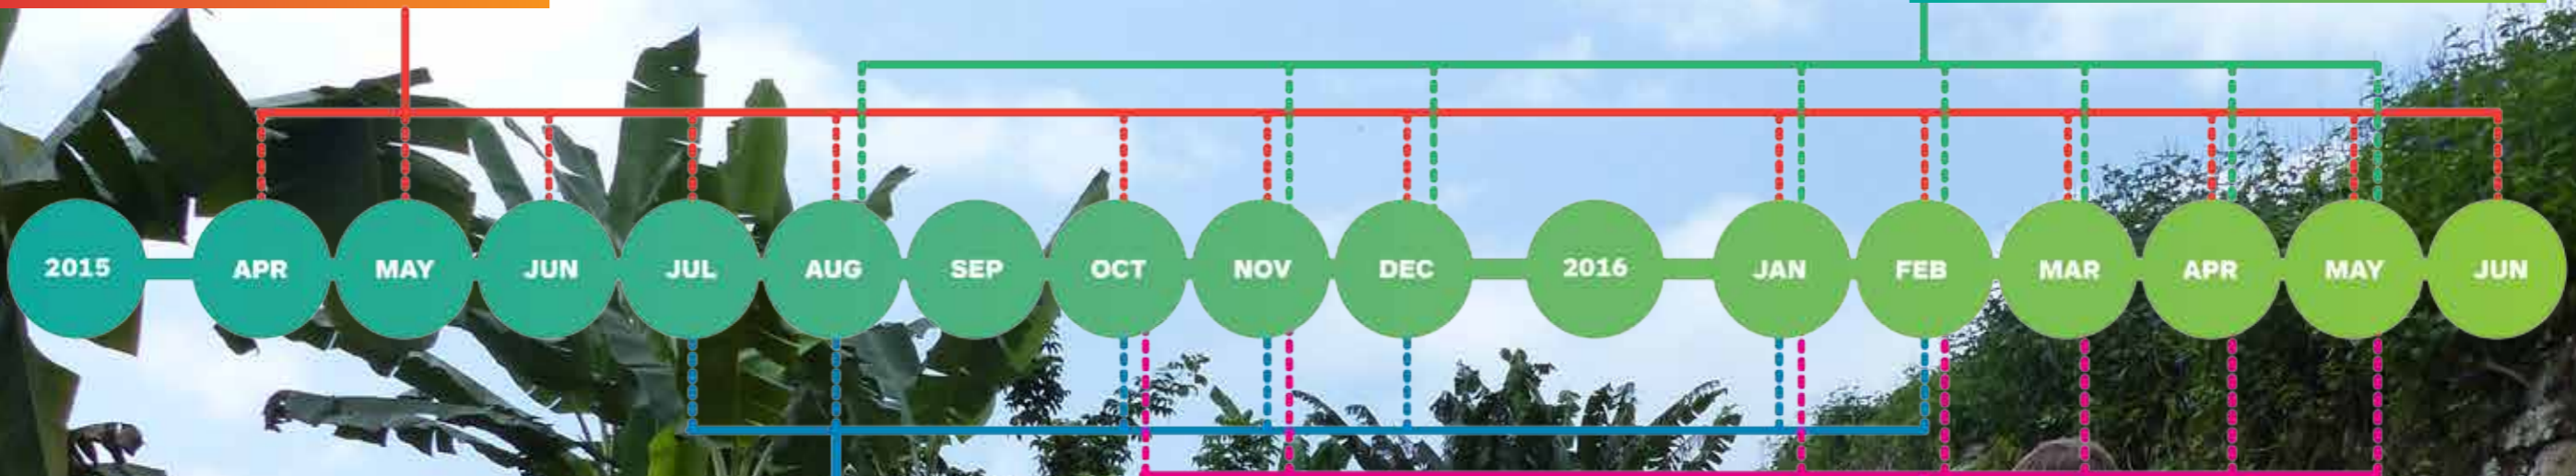 2015 APR MAY JUN JUL AUG SEP OCT NOV DEC 2016 JAN FEB MAR APR MAY JUN